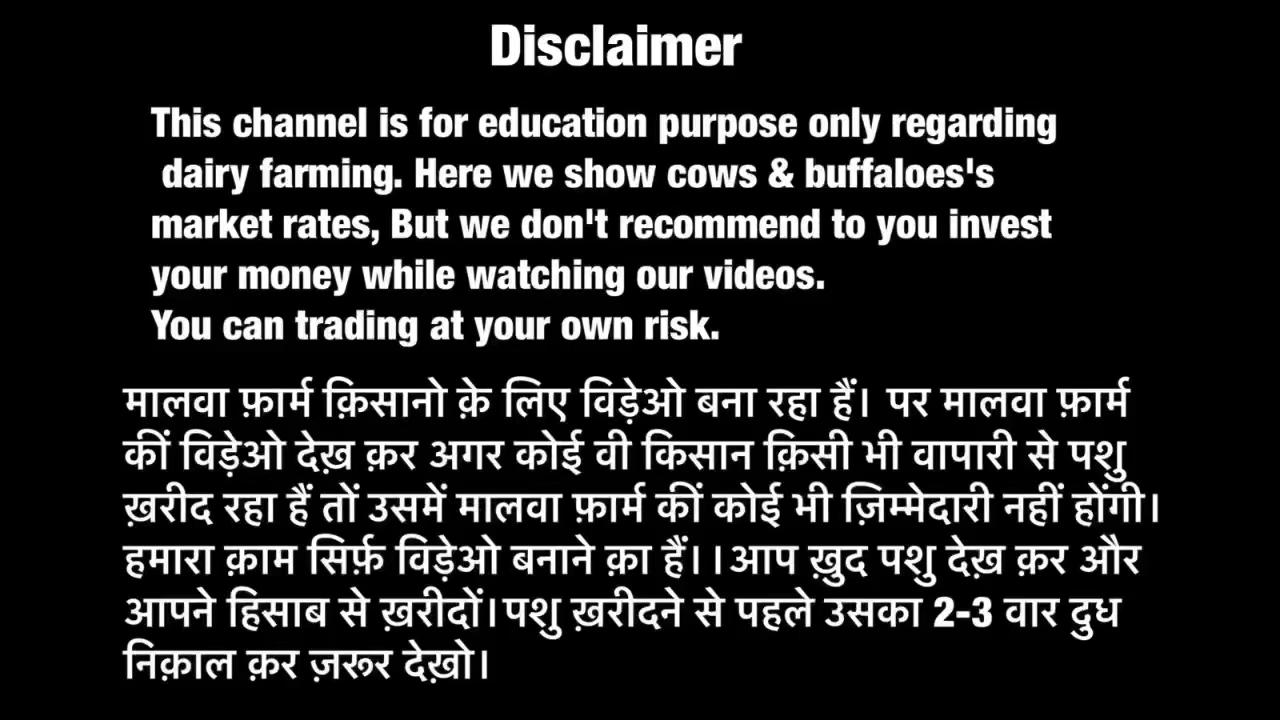 Disclaimer
This channel is for education purpose only regarding
dairy farming. Here we show cows & buffaloes's
market rates, But we don't recommend to you invest
your money while watching our videos.
You can trading at your own risk.
मालवा फ़ार्म क़िसानो क़े लिए विड़ेओ बना रहा हैं। पर मालवा फ़ार्म
कीं विड़ेओ देख़ क़र अगर कोई वी किसान क़िसी भी वापारी से पशु
ख़रीद रहा हैं तों उसमें मालवा फ़ार्म कीं कोई भी ज़िम्मेदारी नहीं होंगी।
हमारा क़ाम सिर्फ़ विड़ेओ बनाने क़ा हैं।।आप ख़ुद पशु देख़ क़र और
आपने हिसाब से ख़रीदों।पशु ख़रीदने से पहले उसका 2-3 वार दुध
निक़ाल क़र ज़रूर देख़ो।